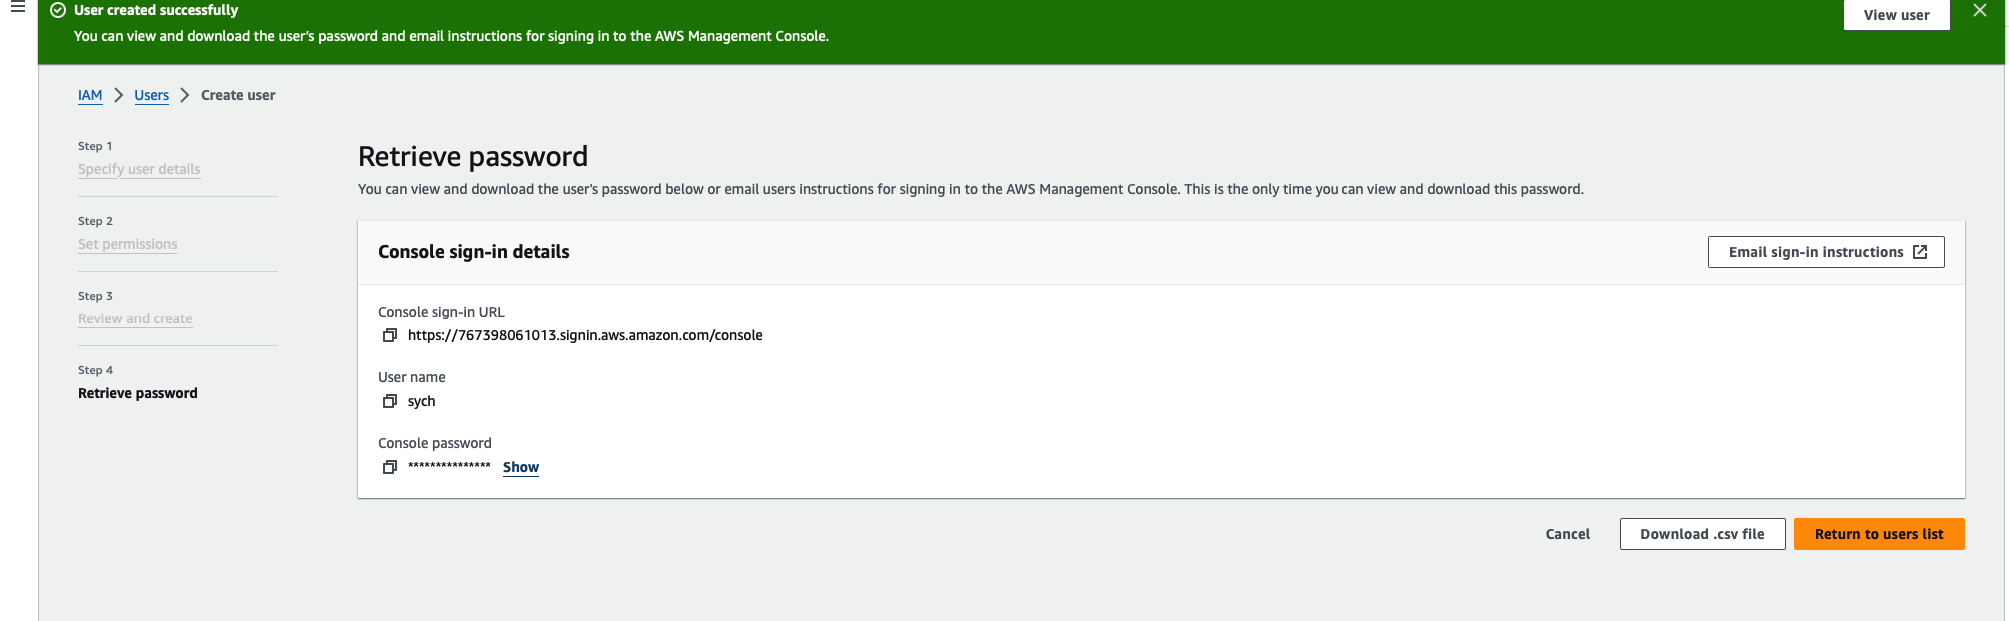 User created successfully
You can view and download the user's password and email instructions for signing in to the AWS Management Console.
View user
IAM > Users > Create user
Step 1
Specify user details
Step 2
Set permissions
Step 3
Review and create
Step 4
Retrieve password
Retrieve password
You can view and download the user's password below or email users instructions for signing in to the AWS Management Console. This is the only time you can view and download this password.
Console sign-in details
Email sign-in instructions
Console sign-in URL
https://767398061013.signin.aws.amazon.com/console
User name
sych
Console password
*************** Show
Cancel
Download .csv file
Return to users list